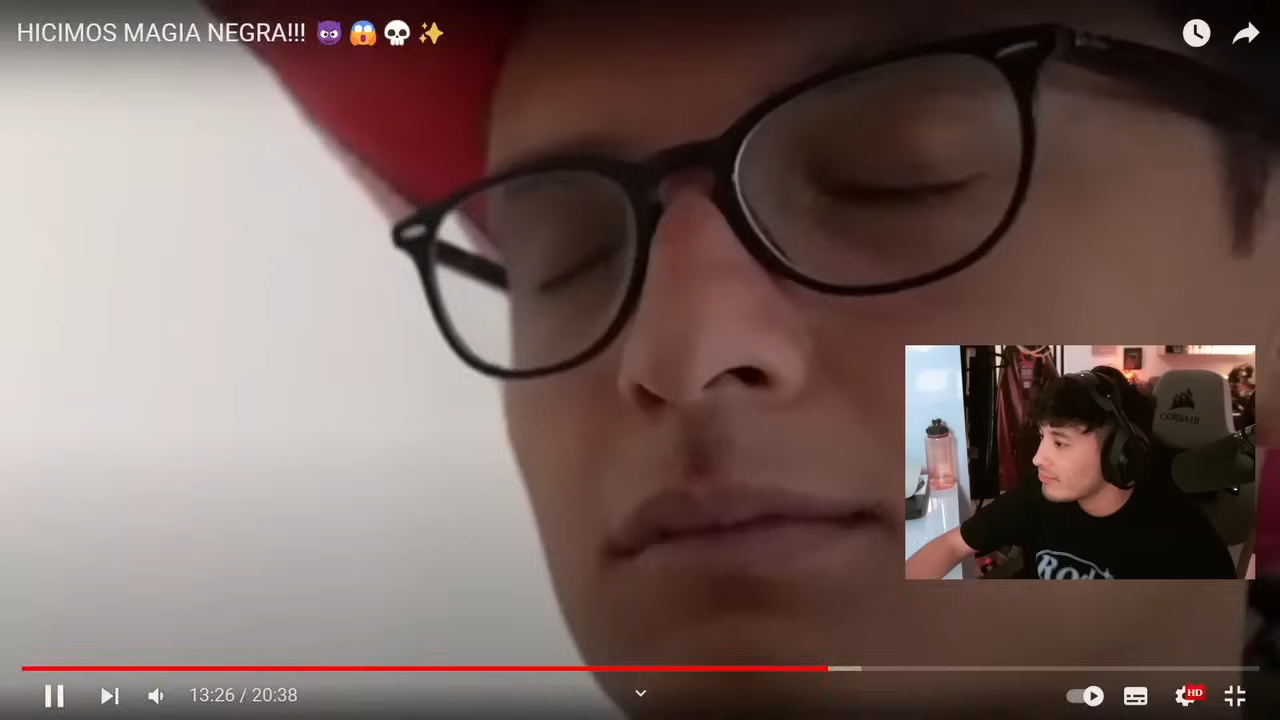 HICIMOS MAGIA NEGRA!!! 😈 😱 💀 ✨
CORSAIR
13:26 / 20:38
HD